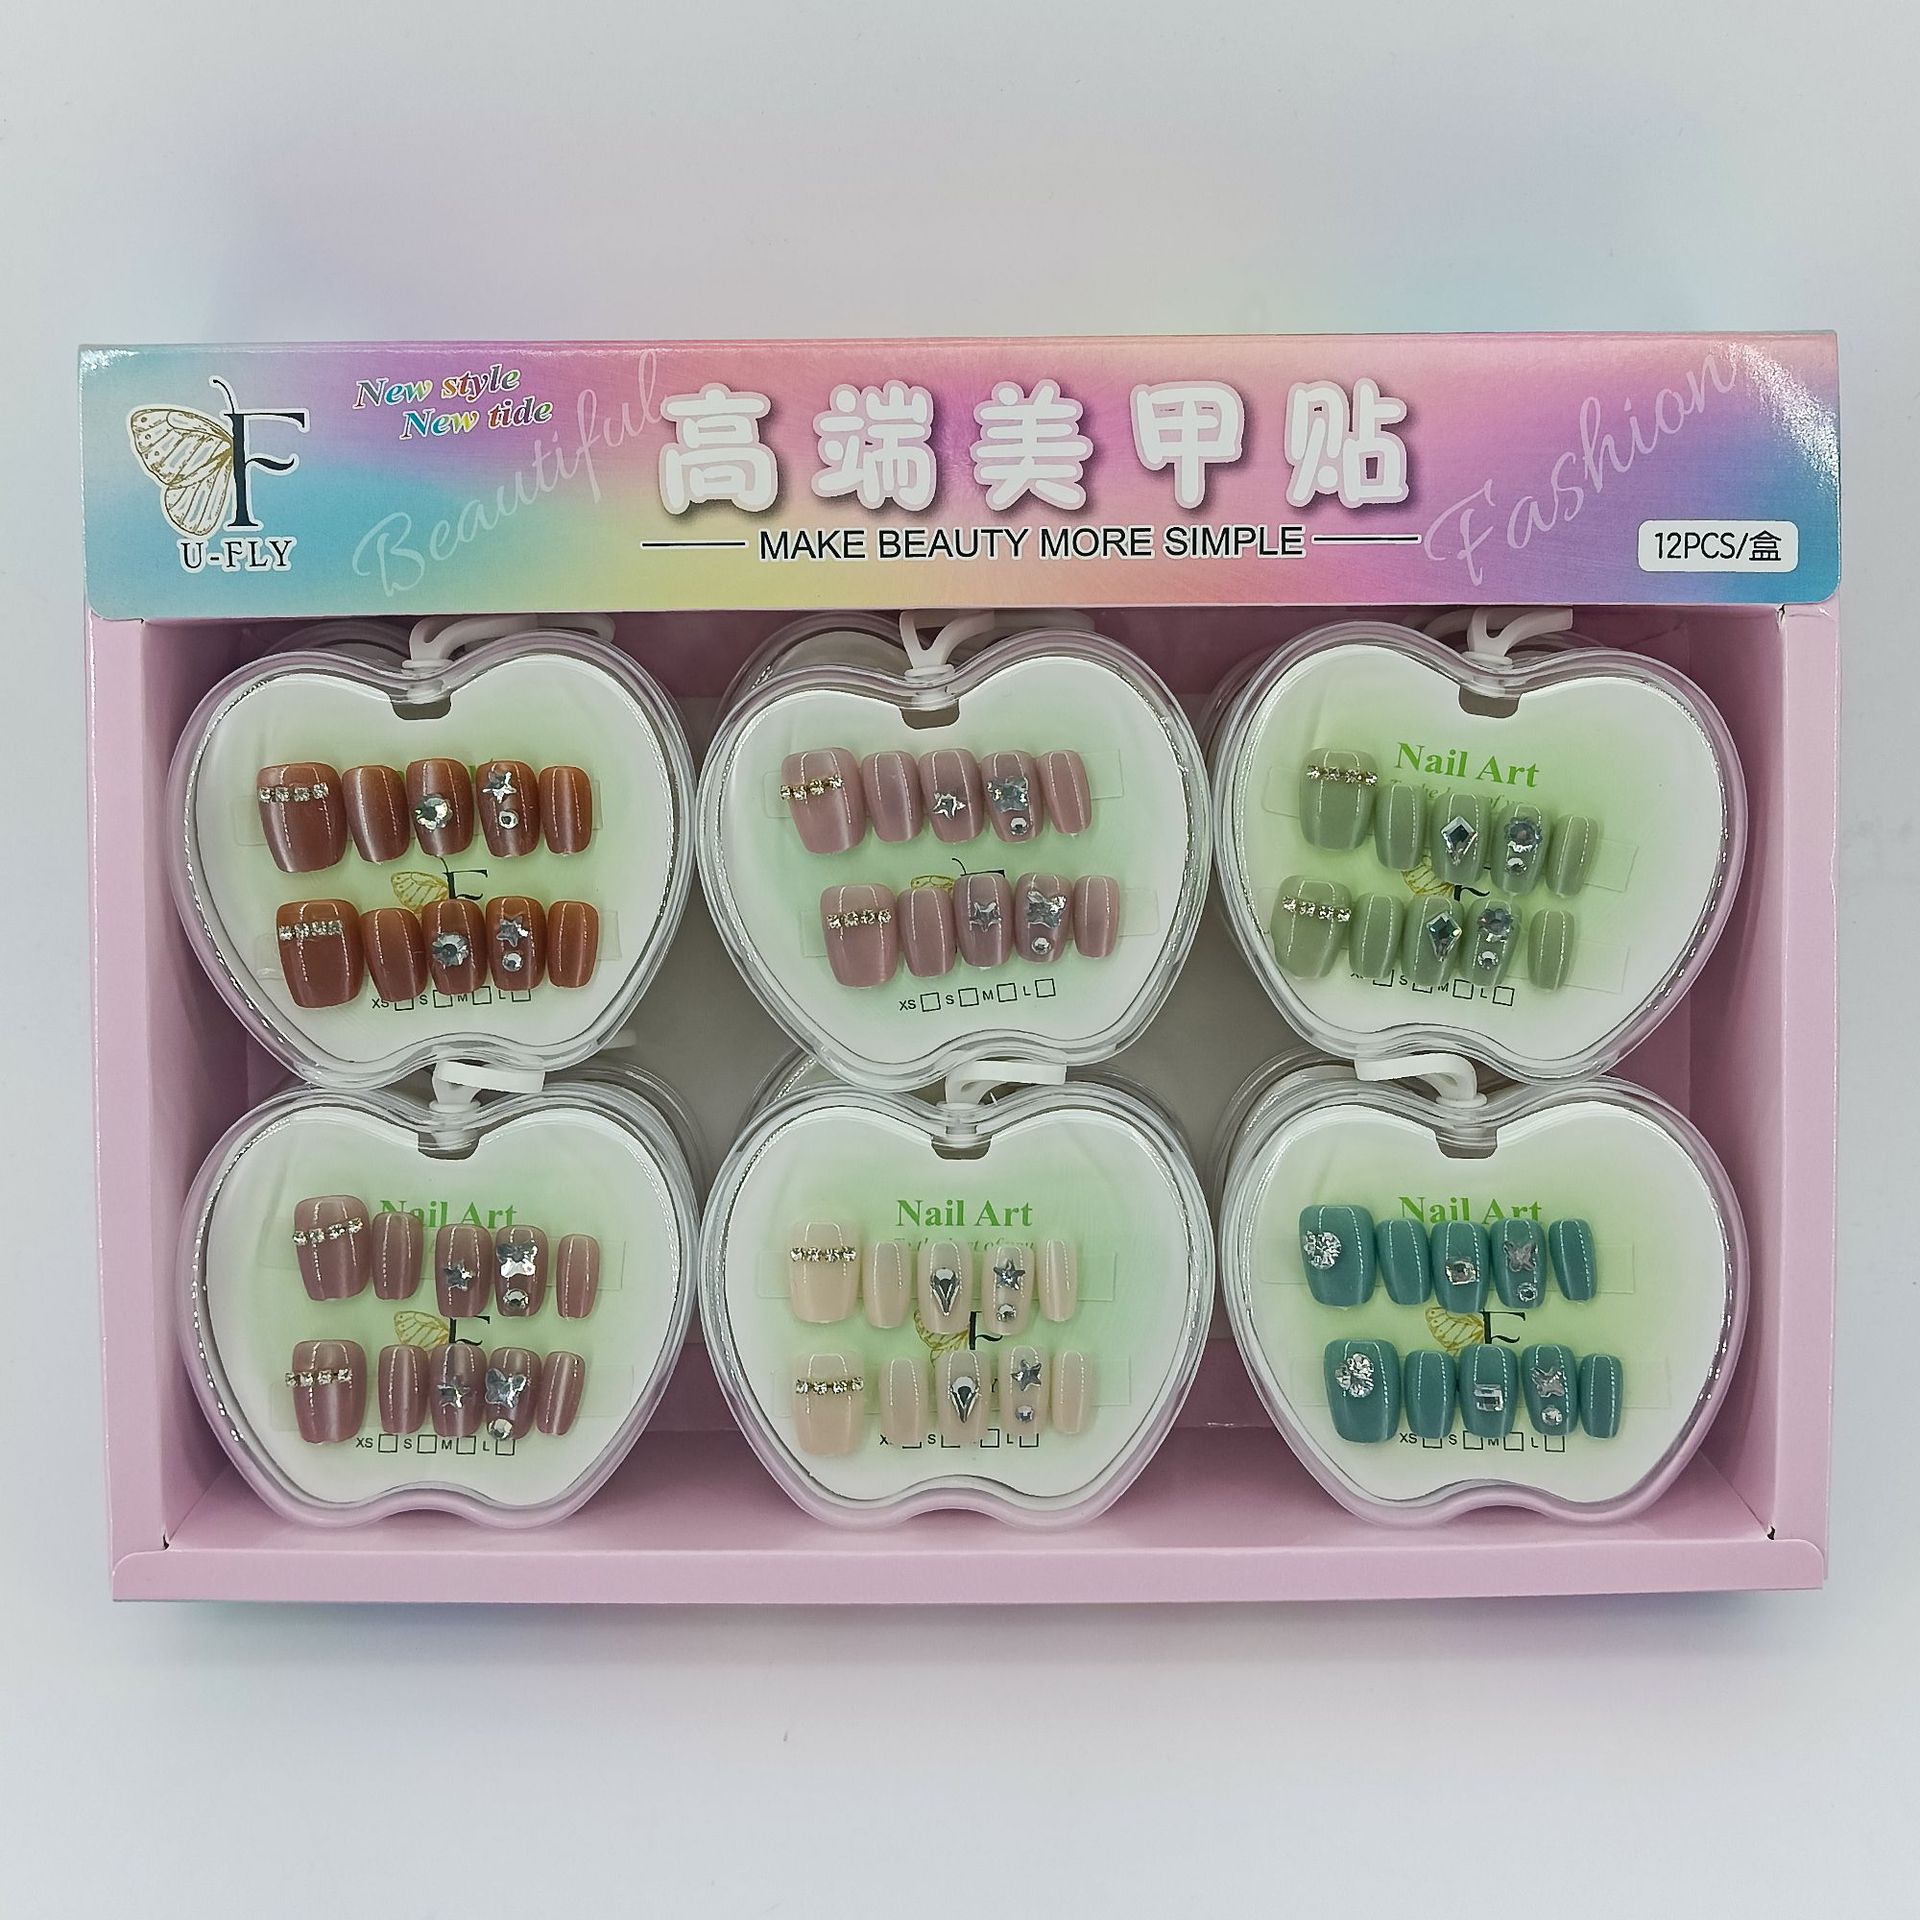 New style
New tide
Beautiful
高端美甲贴
Fashion
MAKE BEAUTY MORE SIMPLE
F
U-FLY
12PCS/盒
F
XS S M L
F
XS S M L
Nail Art
S M L
Nail Art
F
XS S M L
Nail Art
F
S L
Nail Art
F
XS S M L